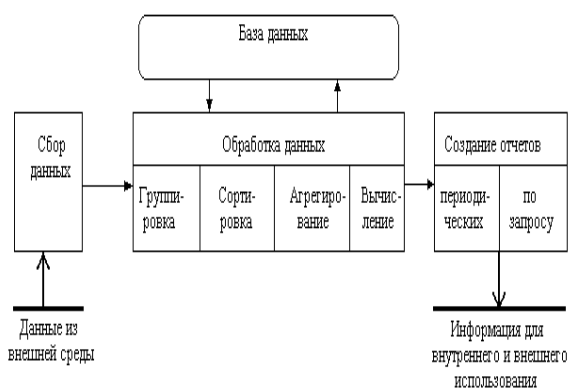 База данных
Сбор
данных
Обработка данных
Группи-
ровка
Сорти-
ровка
Агрегиро-
вание
Вычис-
ление
Создание отчетов
периоди-
ческих
по
запросу
Данные из
внешней среды
Информация для
внутреннего и внешнего
использования